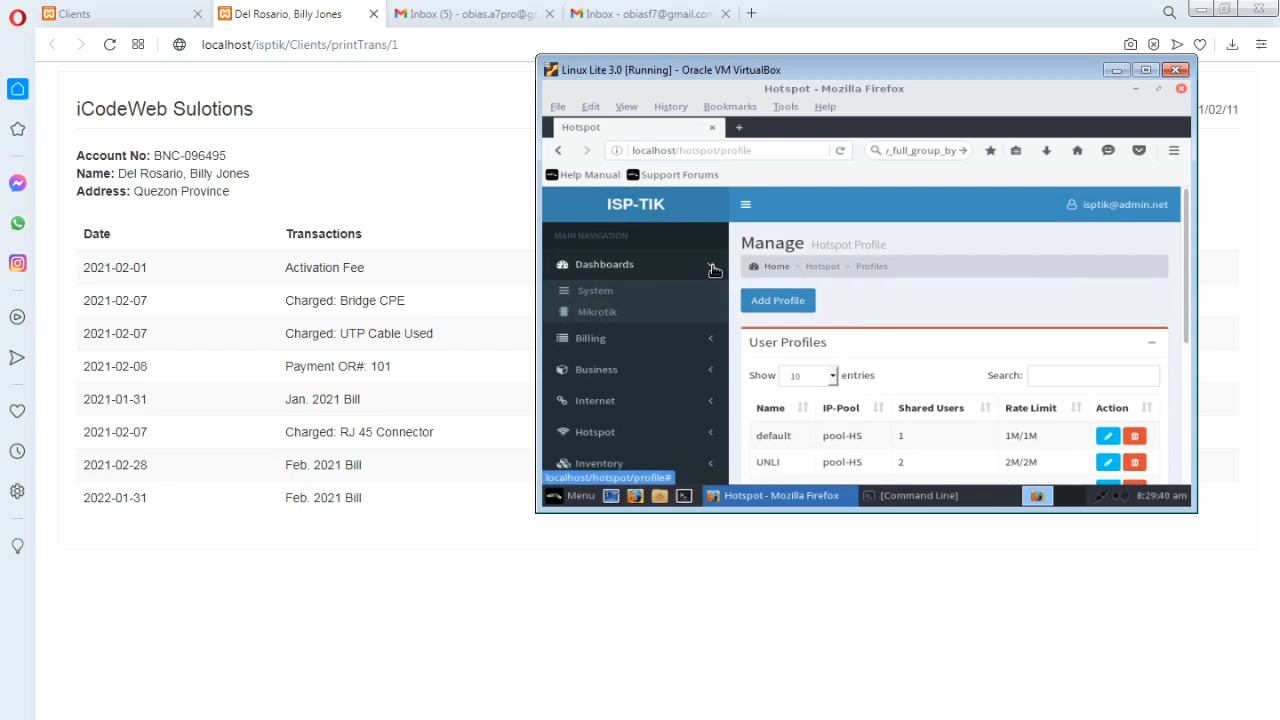 Clients
Del Rosario, Billy Jones
Inbox (5) - obias.a7pro@g
Inbox - obiasf7@gmail.com
localhost/isptik/Clients/printTrans/1
iCodeWeb Sulotions
1/02/11
Account No: BNC-096495
Name: Del Rosario, Billy Jones
Address: Quezon Province
Date Transactions
2021-02-01 Activation Fee
2021-02-07 Charged: Bridge CPE
2021-02-07 Charged: UTP Cable Used
2021-02-08 Payment OR#: 101
2021-01-31 Jan. 2021 Bill
2021-02-07 Charged: RJ 45 Connector
2021-02-28 Feb. 2021 Bill
2022-01-31 Feb. 2021 Bill
Linux Lite 3.0 [Running] - Oracle VM VirtualBox
Hotspot - Mozilla Firefox
File Edit View History Bookmarks Tools Help
Hotspot
localhost/hotspot/profile
/_full_group_by
Help Manual Support Forums
ISP-TIK
isptik@admin.net
MAIN NAVIGATION
Dashboards
System
Mikrotik
Billing
Business
Internet
Hotspot
Inventory
localhost/hotspot/profile#
Manage Hotspot Profile
Home > Hotspot > Profiles
Add Profile
User Profiles
Show 10 entries
Search:
Name IP-Pool Shared Users Rate Limit Action
default pool-HS 1 1M/1M
UNLI pool-HS 2 2M/2M
Menu
Hotspot - Mozilla Firefox
[Command Line]
8:29:40 am